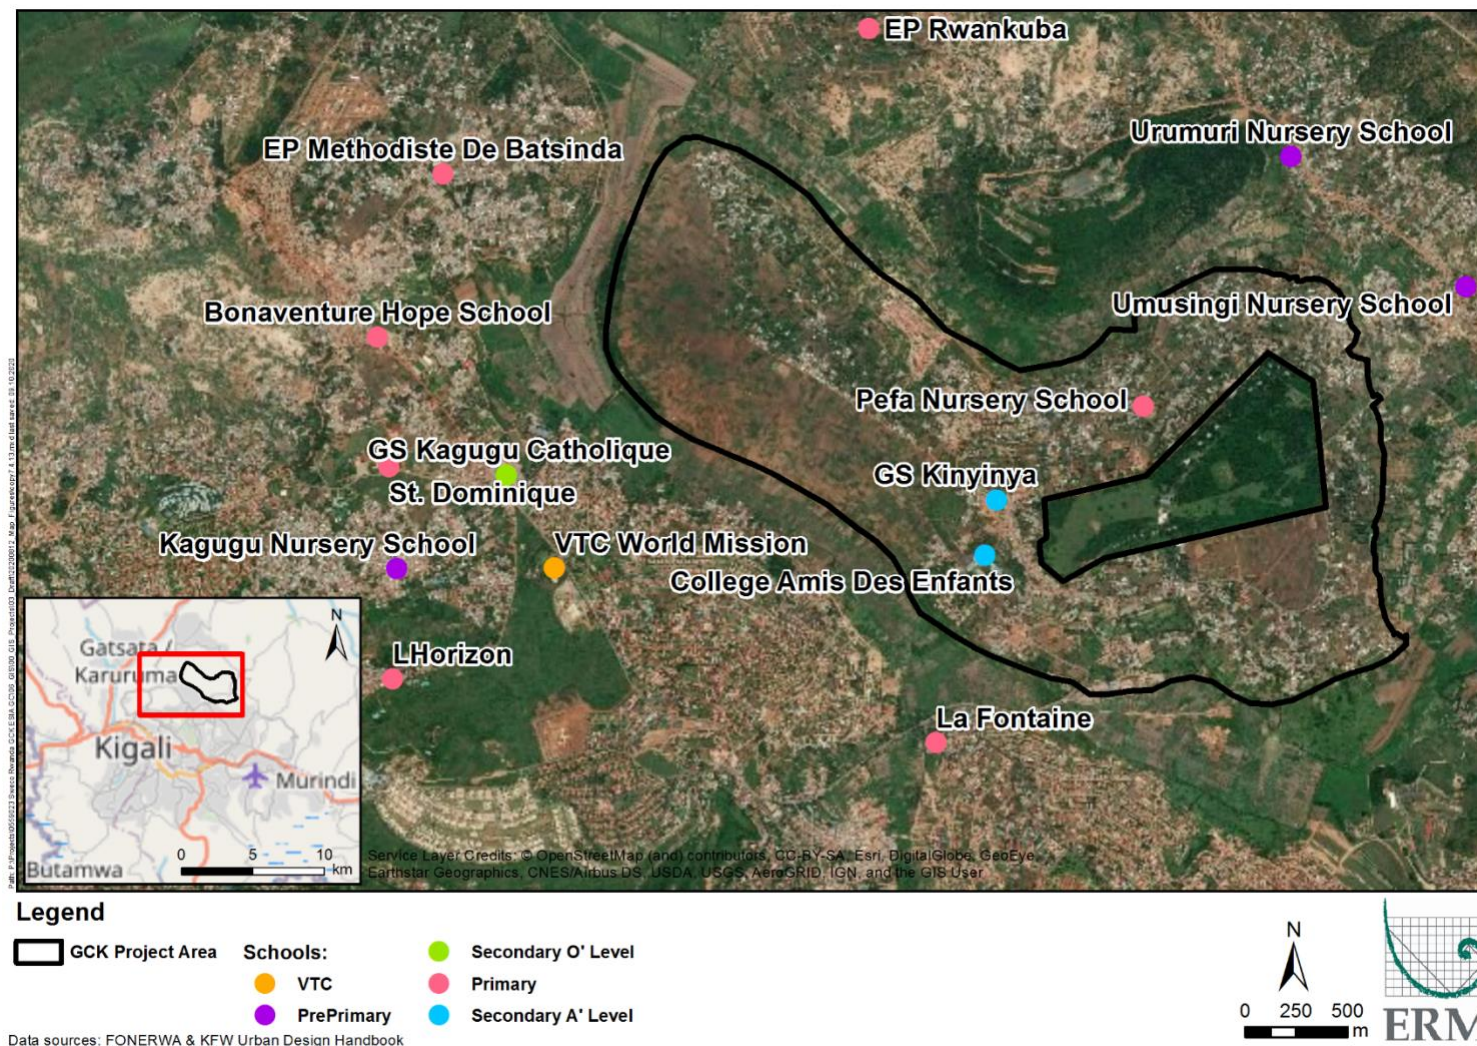 EP Rwankuba
Urumuri Nursery School
EP Methodiste De Batsinda
Umusingi Nursery School
Bonaventure Hope School
Pefa Nursery School
GS Kagugu Catholique
GS Kinyinya
St. Dominique
Kagugu Nursery School
VTC World Mission
College Amis Des Enfants
LHorizon
La Fontaine
N
Gatsata /
Karuruma
Kigali
Murindi
Butamwa
0 5 10
km
Service Layer Credits: © OpenStreetMap (and) contributors, CC-BY-SA, Esri, DigitalGlobe, GeoEye,
Earthstar Geographics, CNES/Airbus DS, USDA, USGS, AeroGRID, IGN, and the GIS User
Legend
GCK Project Area
Schools:
VTC
PrePrimary
Secondary O' Level
Primary
Secondary A' Level
N
0 250 500
m
ERM
Data sources: FONERWA & KFW Urban Design Handbook